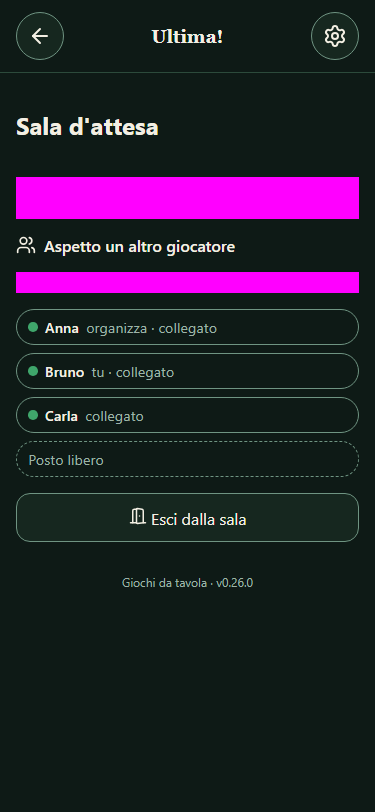 Ultima!
Sala d'attesa
Aspetto un altro giocatore
Anna organizza · collegato
Bruno tu · collegato
Carla collegato
Posto libero
Esci dalla sala
Giochi da tavola · v0.26.0